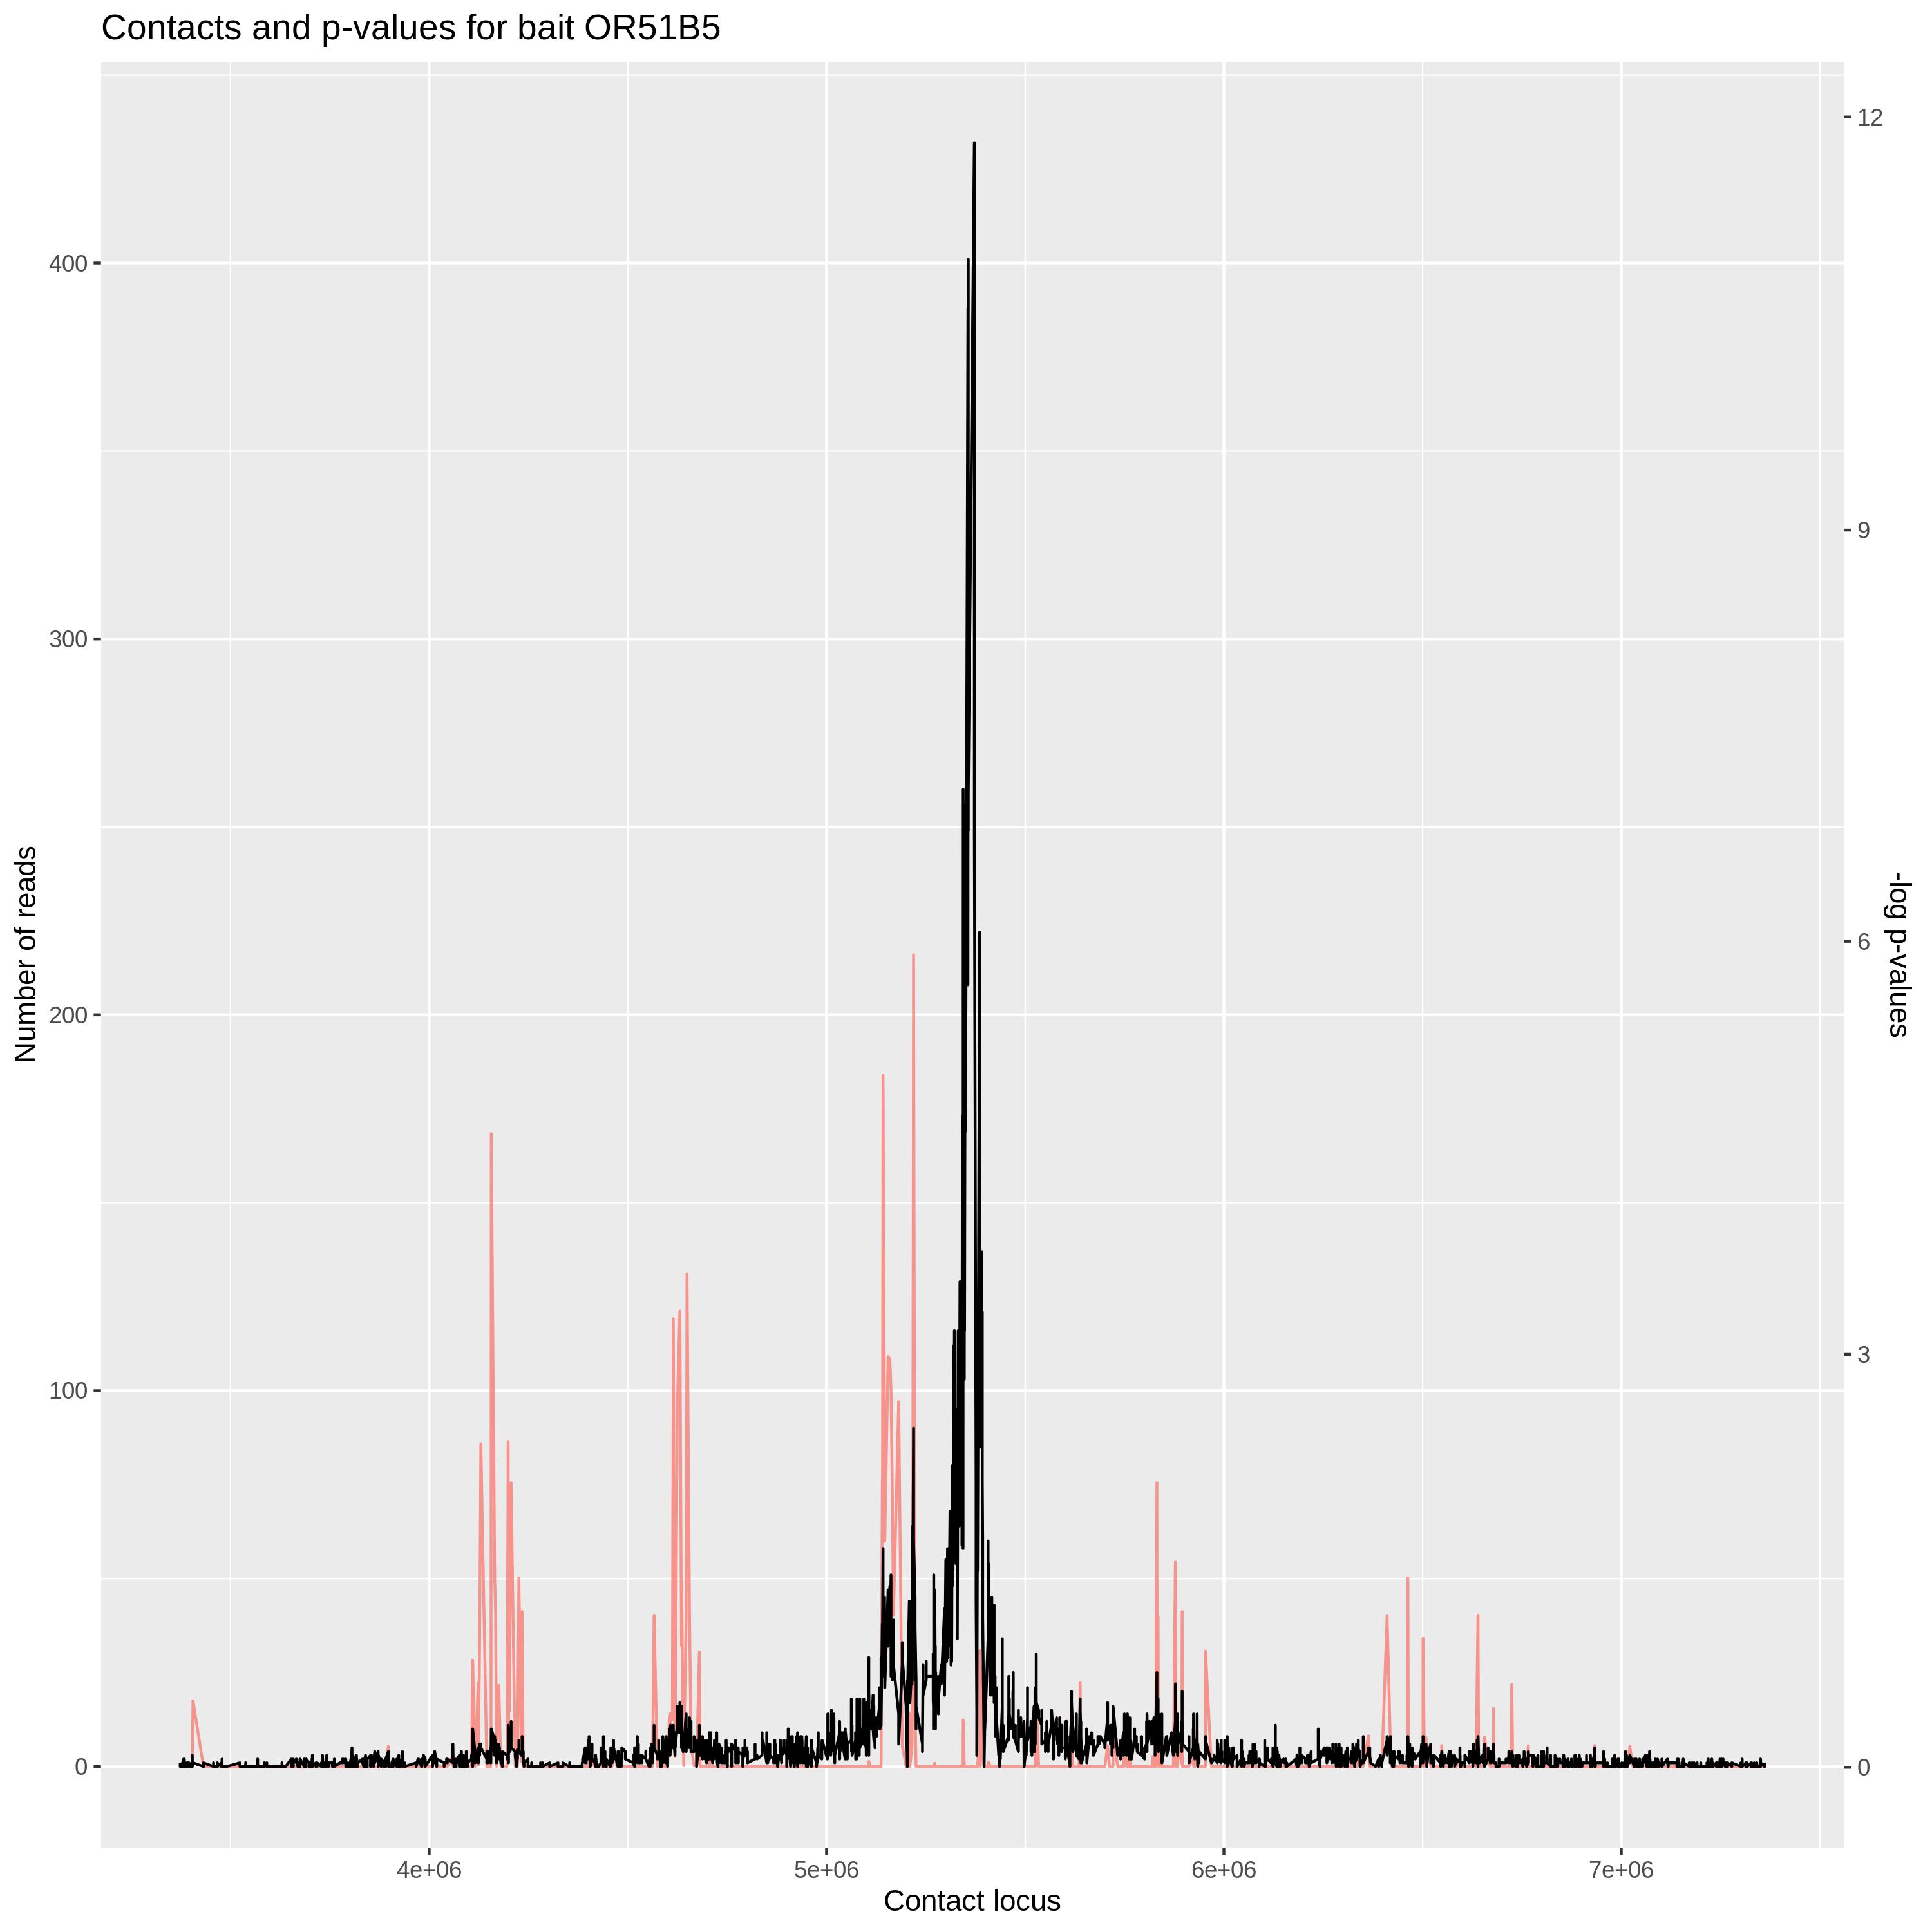 Contacts and p-values for bait OR51B5
400
300
200
100
0
Number of reads
12
9
6
3
0
-log p-values
4e+06 5e+06 6e+06 7e+06
Contact locus